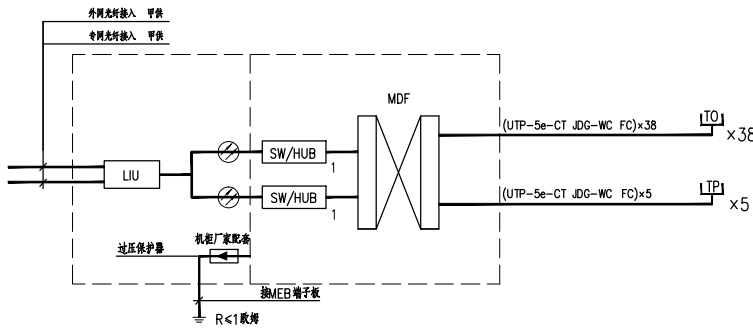 外网光纤接入 甲供
专网光纤接入 甲供
MDF
TO
(UTP-5e-CT JDG-WC FC)×38
×38
SW/HUB
1
LIU
TP
SW/HUB
(UTP-5e-CT JDG-WC FC)×5
×5
1
机柜厂家配套
过压保护器
接MEB端子板
R≤1欧姆